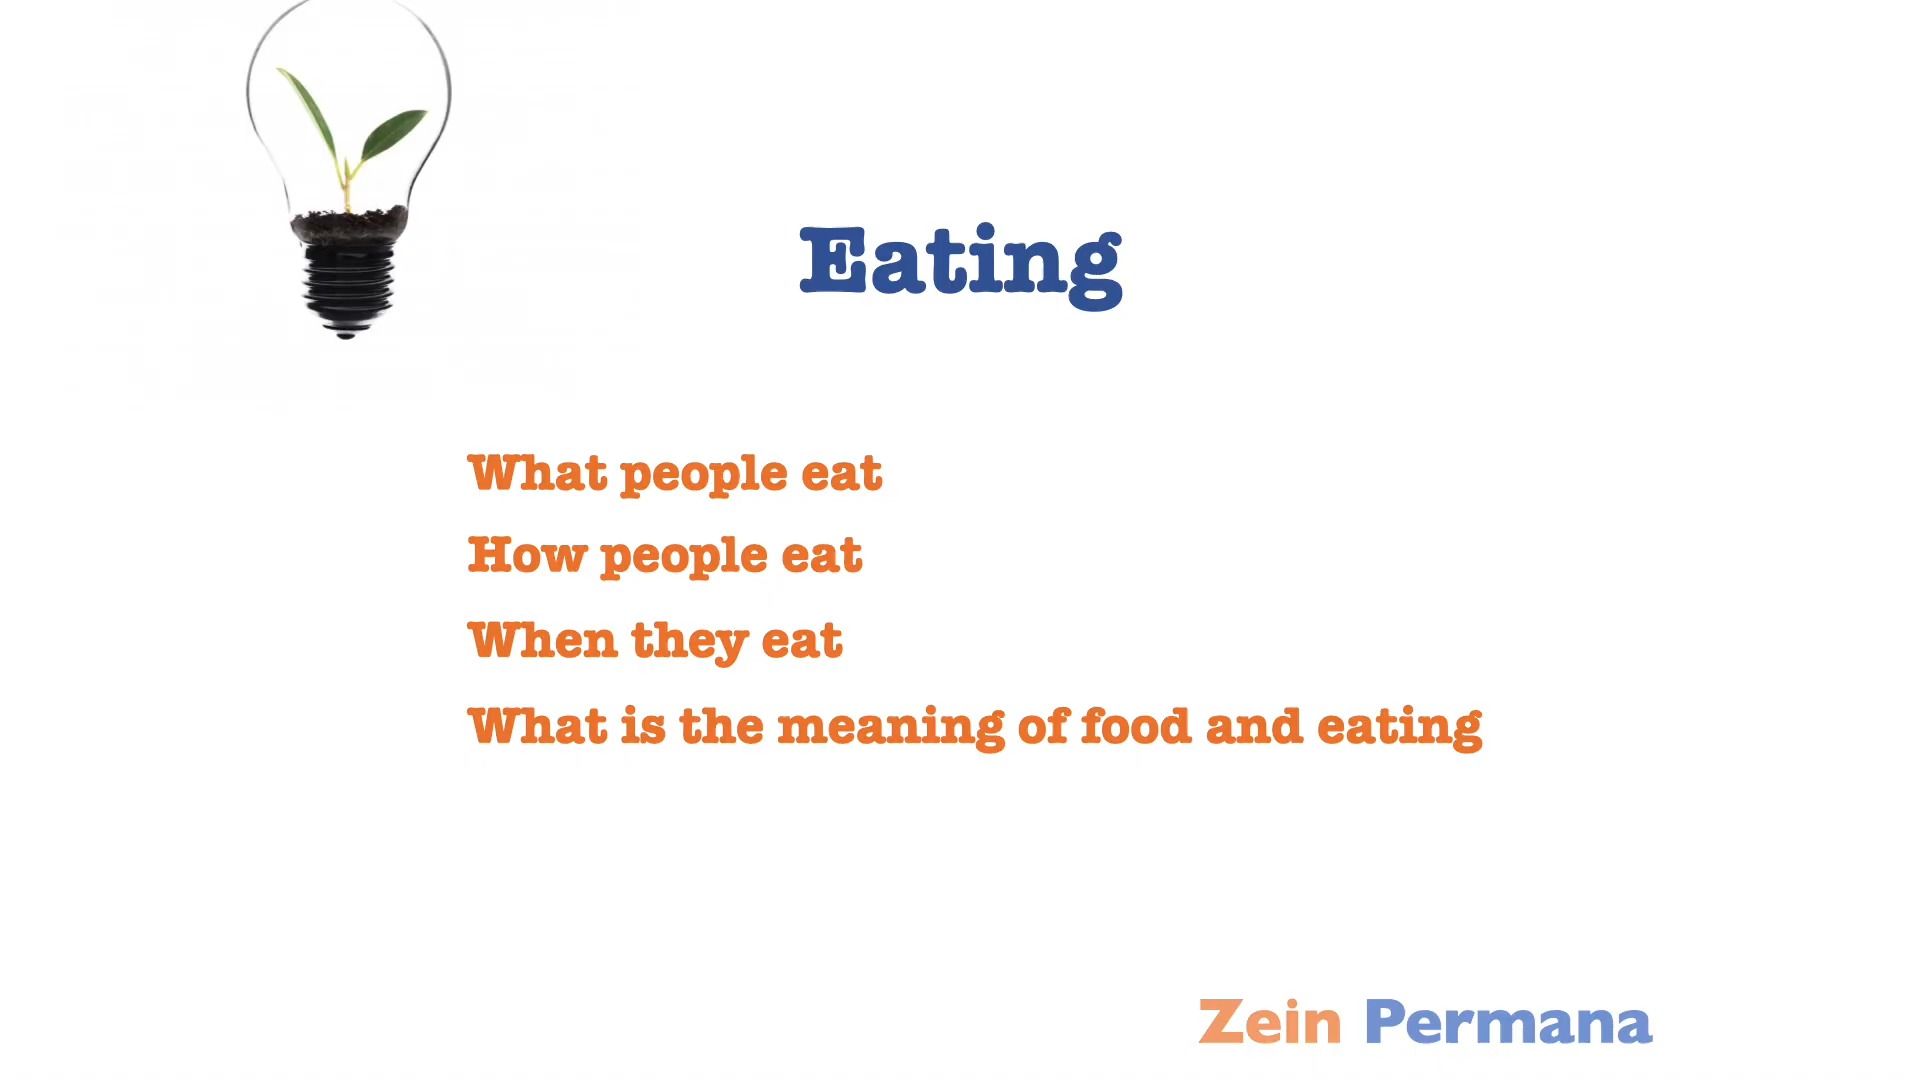 Eating
What people eat
How people eat
When they eat
What is the meaning of food and eating
Zein Permana